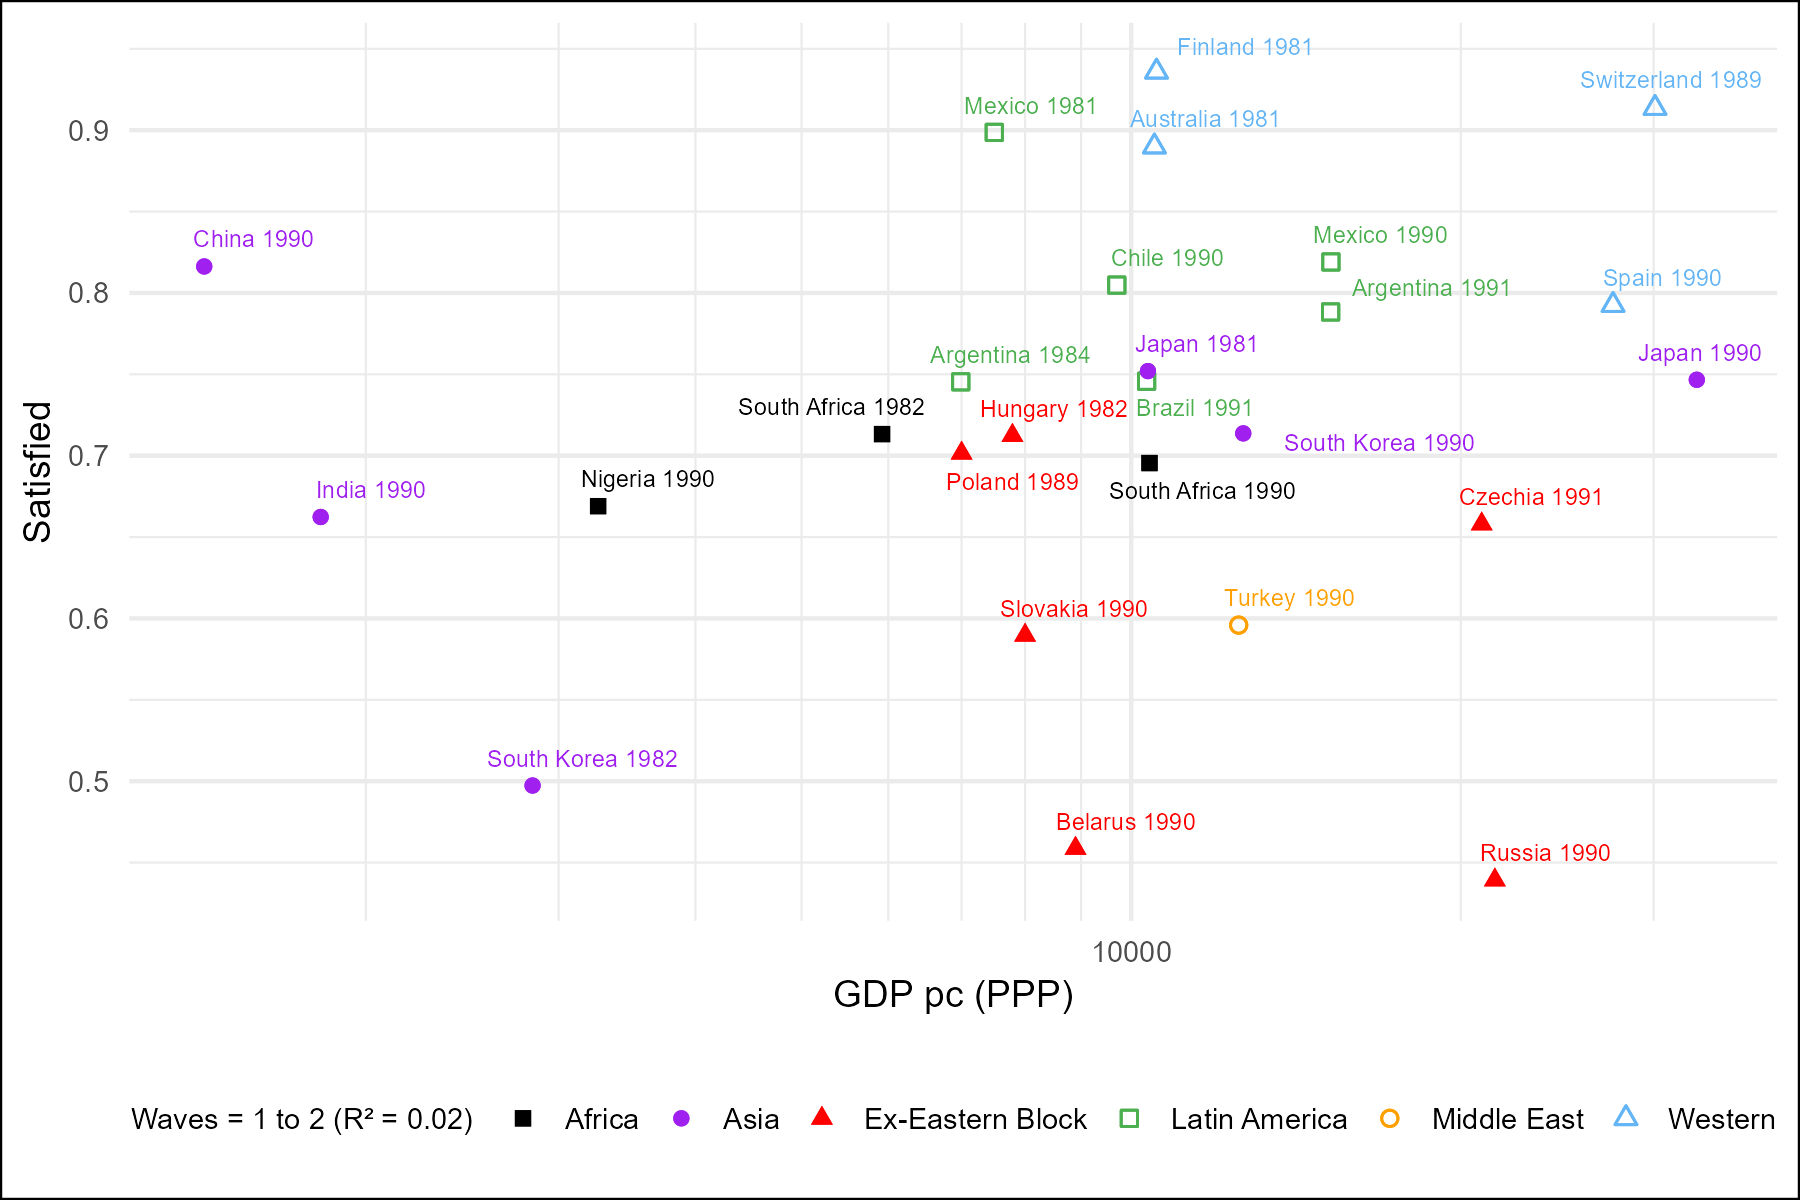 Finland 1981
Switzerland 1989
Mexico 1981
Australia 1981
0.9
China 1990
Mexico 1990
Chile 1990
Spain 1990
Argentina 1991
0.8
Japan 1981
Japan 1990
Argentina 1984
South Africa 1982
Hungary 1982
Brazil 1991
South Korea 1990
0.7
Satisfied
Nigeria 1990
Poland 1989
India 1990
South Africa 1990
Czechia 1991
Turkey 1990
Slovakia 1990
0.6
South Korea 1982
0.5
Belarus 1990
Russia 1990
10000
GDP pc (PPP)
Waves = 1 to 2 (R² = 0.02) Africa Asia Ex-Eastern Block Latin America Middle East Western